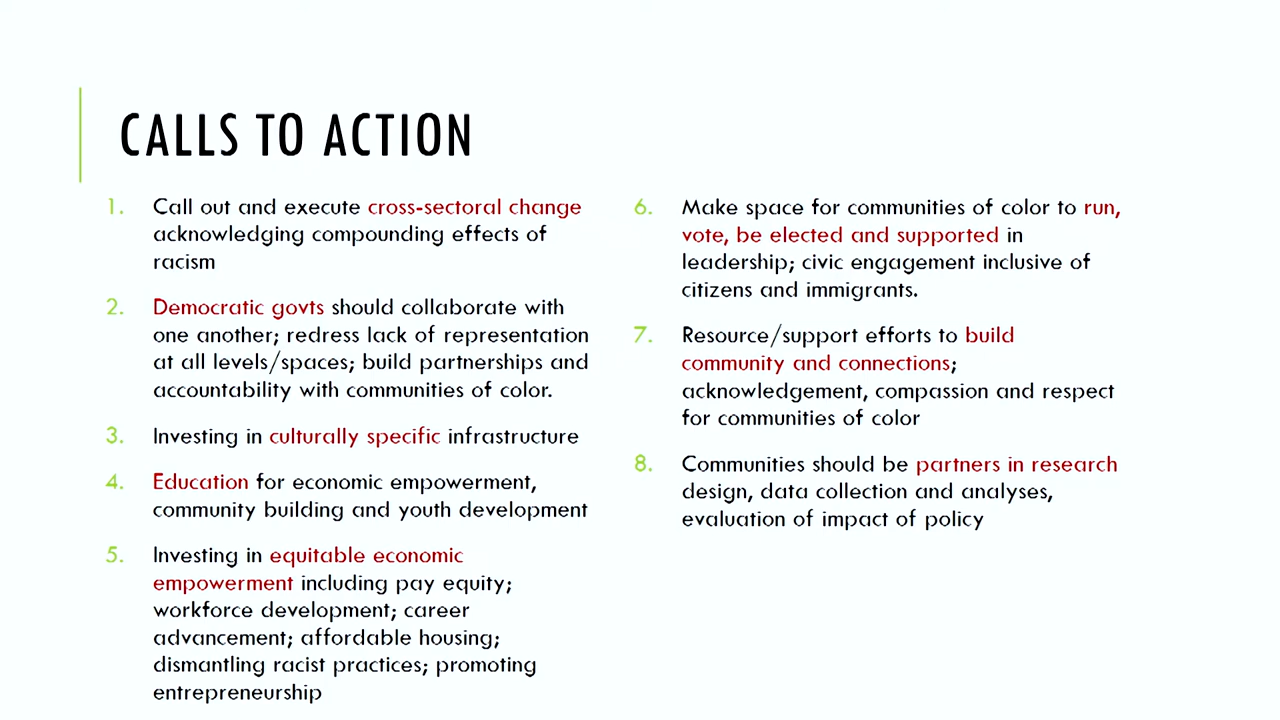 CALLS TO ACTION
1. Call out and execute cross-sectoral change
acknowledging compounding effects of
racism
2. Democratic govts should collaborate with
one another; redress lack of representation
at all levels/spaces; build partnerships and
accountability with communities of color.
3. Investing in culturally specific infrastructure
4. Education for economic empowerment,
community building and youth development
5. Investing in equitable economic
empowerment including pay equity;
workforce development; career
advancement; affordable housing;
dismantling racist practices; promoting
entrepreneurship
6. Make space for communities of color to run,
vote, be elected and supported in
leadership; civic engagement inclusive of
citizens and immigrants.
7. Resource/support efforts to build
community and connections;
acknowledgement, compassion and respect
for communities of color
8. Communities should be partners in research
design, data collection and analyses,
evaluation of impact of policy